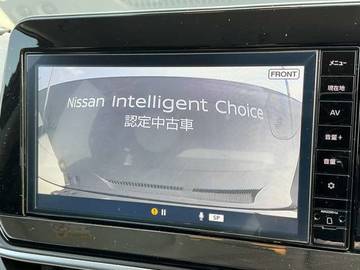 FRONT
Nissan Intelligent Choice
認定中古車
SP
メニュー
現在地
AV
音量+
音量-